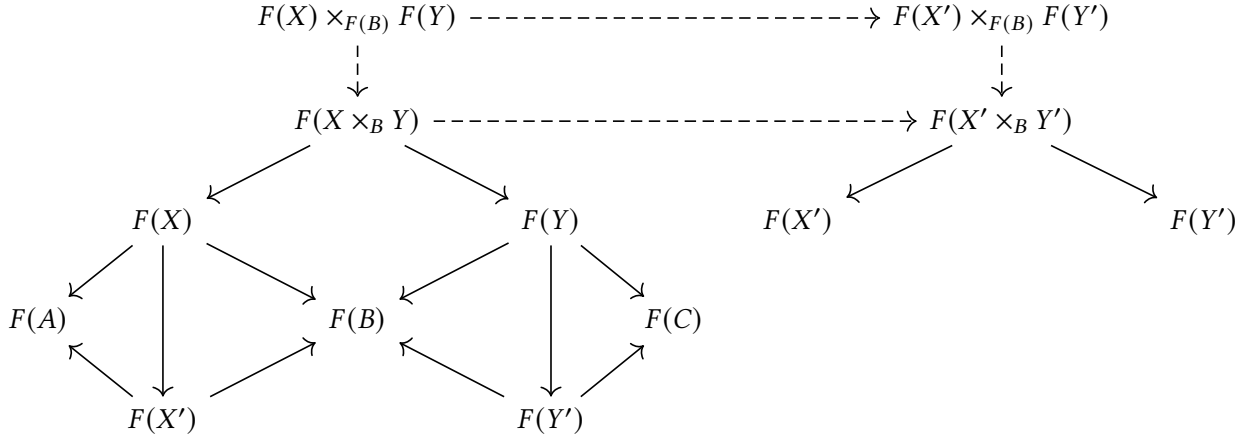 F(X) ×_{F(B)} F(Y) F(X′) ×_{F(B)} F(Y′)
F(X ×_B Y) F(X′ ×_B Y′)
F(X) F(Y) F(X′) F(Y′)
F(A) F(B) F(C)
F(X′) F(Y′)